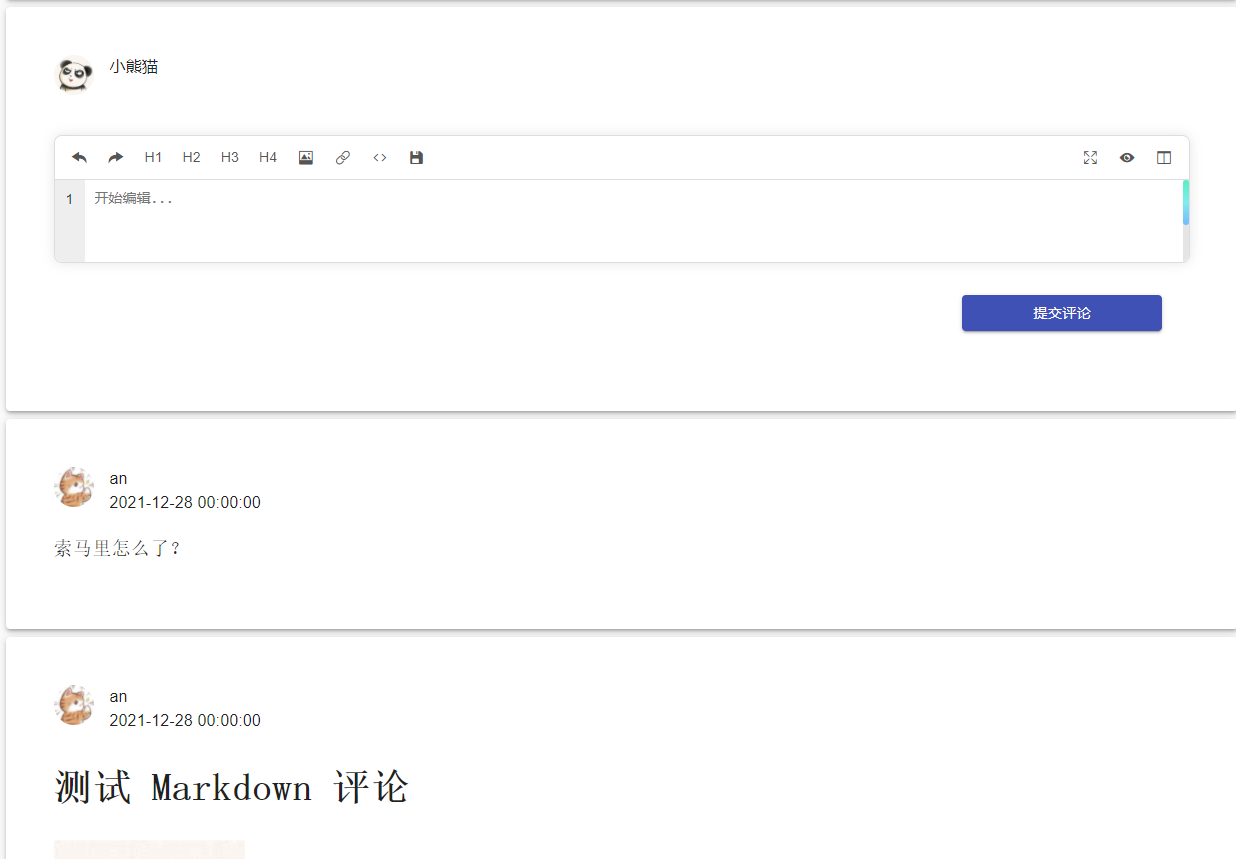 小熊猫
H1 H2 H3 H4
1 开始编辑...
提交评论
an
2021-12-28 00:00:00
索马里怎么了？
an
2021-12-28 00:00:00
测试 Markdown 评论